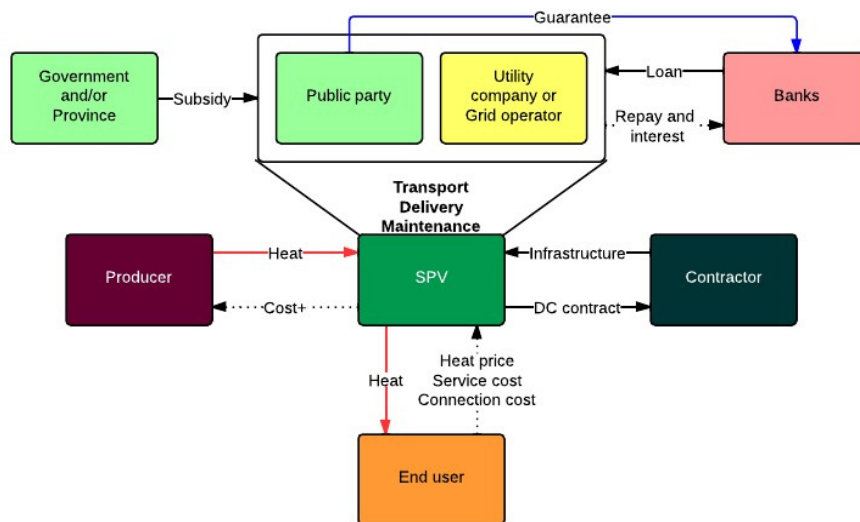 Guarantee
Government
and/or
Province
Subsidy
Public party
Utility
company or
Grid operator
Loan
Banks
Repay and
interest
Transport
Delivery
Maintenance
Producer
Heat
SPV
Infrastructure
Contractor
Cost+
DC contract
Heat
Heat price
Service cost
Connection cost
End user